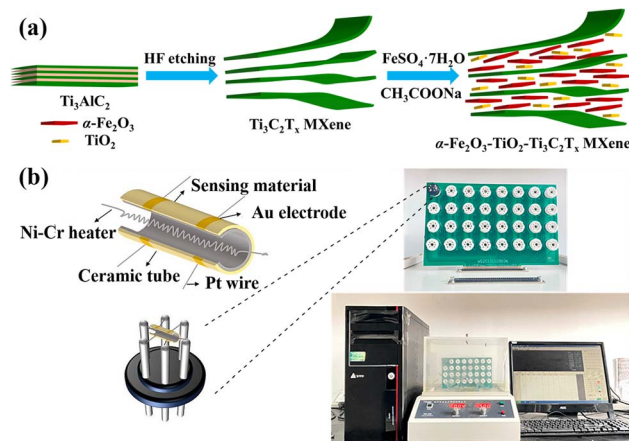 (a)
HF etching
FeSO₄·7H₂O
CH₃COONa
Ti₃AlC₂
α-Fe₂O₃
TiO₂
Ti₃C₂Tₓ MXene
α-Fe₂O₃-TiO₂-Ti₃C₂Tₓ MXene
(b)
Sensing material
Au electrode
Ni-Cr heater
Ceramic tube
Pt wire